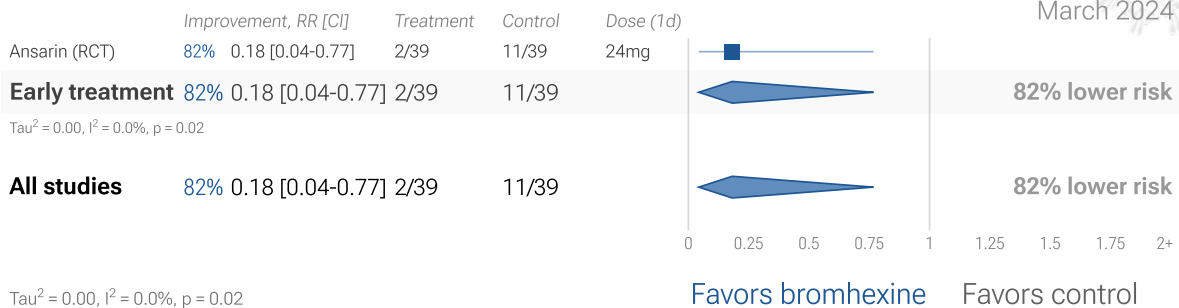 March 2024
Improvement, RR [CI] Treatment Control Dose (1d)
Ansarin (RCT) 82% 0.18 [0.04-0.77] 2/39 11/39 24mg
Early treatment 82% 0.18 [0.04-0.77] 2/39 11/39 82% lower risk
Tau² = 0.00, I² = 0.0%, p = 0.02
All studies 82% 0.18 [0.04-0.77] 2/39 11/39 82% lower risk
0 0.25 0.5 0.75 1 1.25 1.5 1.75 2+
Tau² = 0.00, I² = 0.0%, p = 0.02 Favors bromhexine Favors control